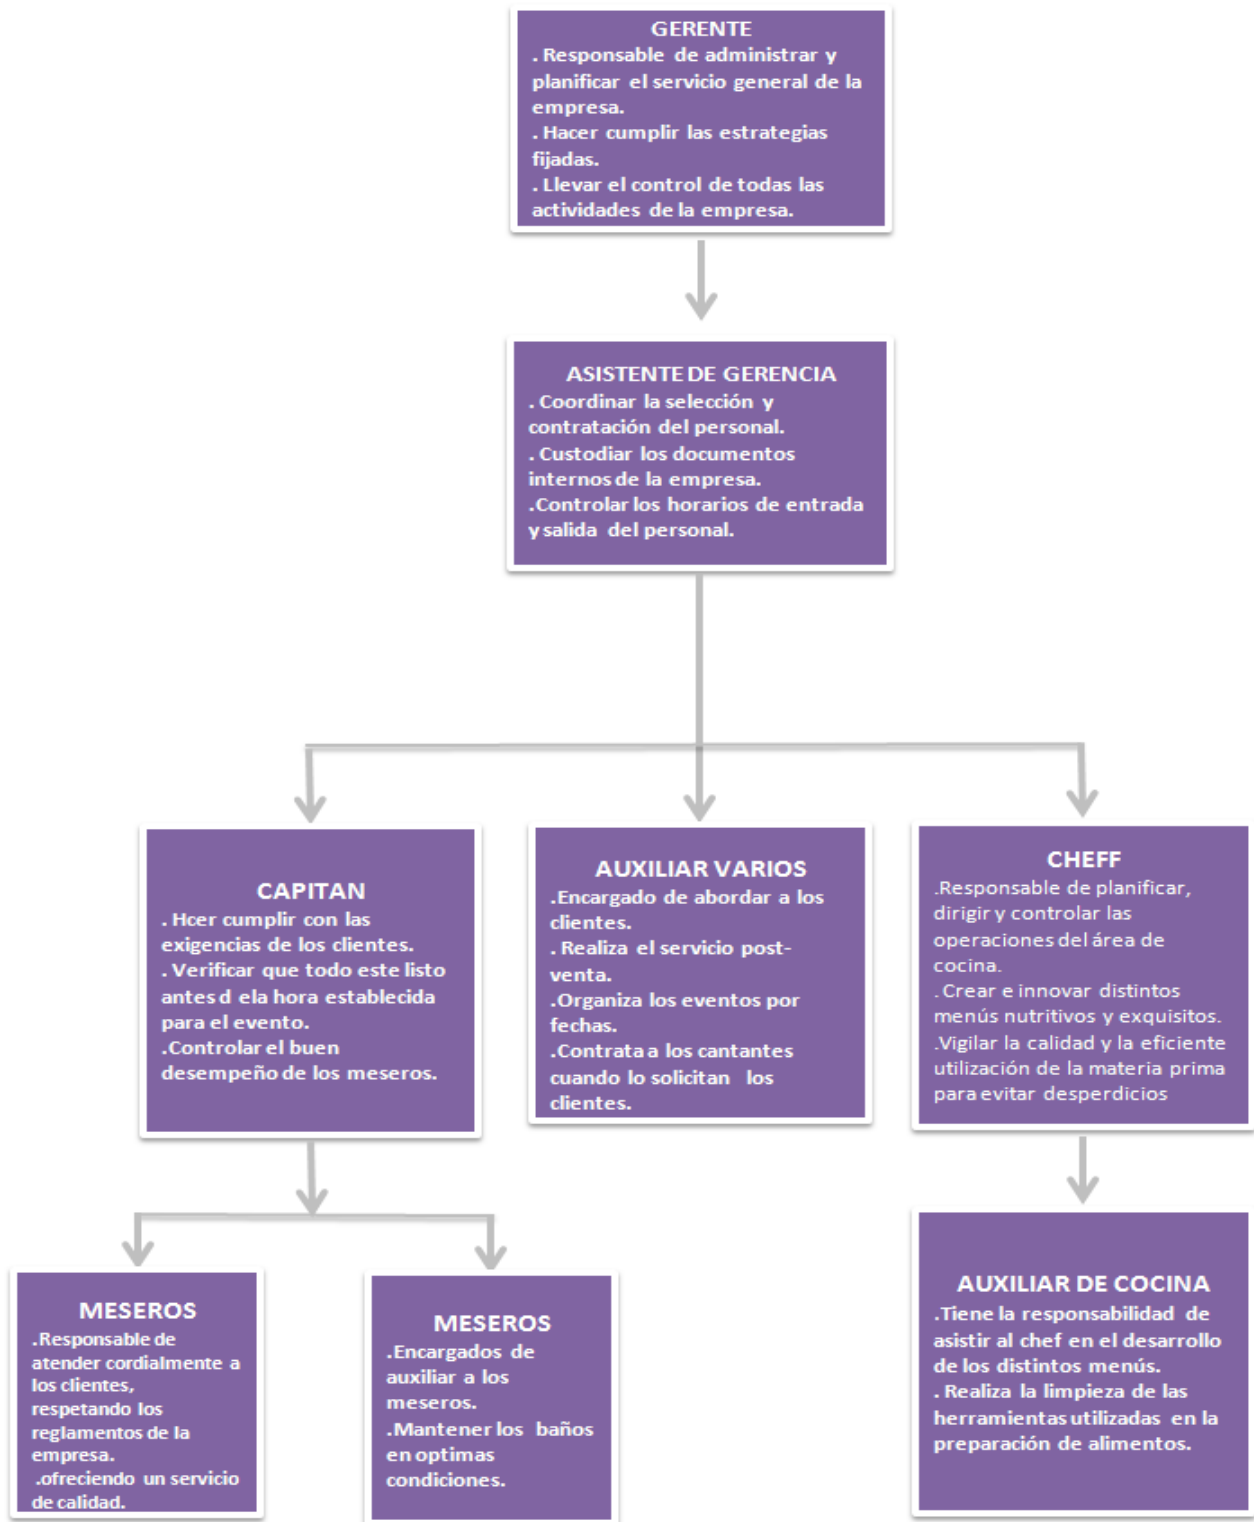 GERENTE
. Responsable de administrar y
planificar el servicio general de la
empresa.
. Hacer cumplir las estrategias
fijadas.
. Llevar el control de todas las
actividades de la empresa.
ASISTENTE DE GERENCIA
. Coordinar la selección y
contratación del personal.
. Custodiar los documentos
internos de la empresa.
.Controlar los horarios de entrada
y salida del personal.
CAPITAN
. Hcer cumplir con las
exigencias de los clientes.
. Verificar que todo este listo
antes d ela hora establecida
para el evento.
.Controlar el buen
desempeño de los meseros.
AUXILIAR VARIOS
.Encargado de abordar a los
clientes.
. Realiza el servicio post-
venta.
.Organiza los eventos por
fechas.
.Contrata a los cantantes
cuando lo solicitan los
clientes.
CHEFF
.Responsable de planificar,
dirigir y controlar las
operaciones del área de
cocina.
. Crear e innovar distintos
menús nutritivos y exquisitos.
.Vigilar la calidad y la eficiente
utilización de la materia prima
para evitar desperdicios
MESEROS
.Responsable de
atender cordialmente a
los clientes,
respetando los
reglamentos de la
empresa.
.ofreciendo un servicio
de calidad.
MESEROS
.Encargados de
auxiliar a los
meseros.
.Mantener los baños
en optimas
condiciones.
AUXILIAR DE COCINA
.Tiene la responsabilidad de
asistir al chef en el desarrollo
de los distintos menús.
. Realiza la limpieza de las
herramientas utilizadas en la
preparación de alimentos.